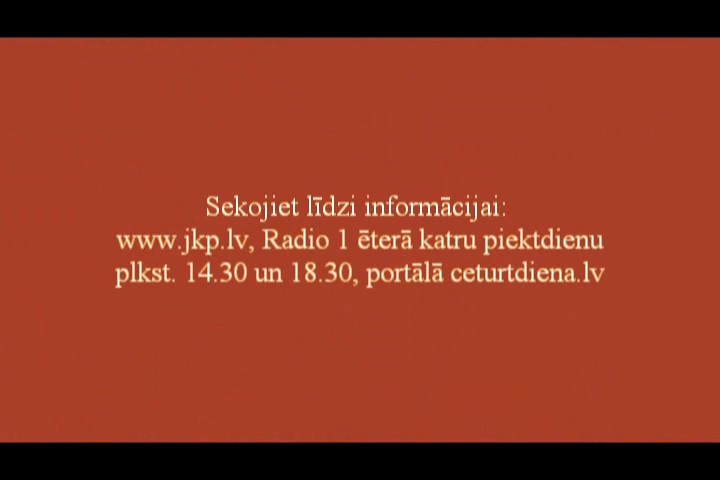 Sekojiet līdzi informācijai:
www.jkp.lv, Radio 1 ēterā katru piektdienu
plkst. 14.30 un 18.30, portālā ceturtdiena.lv